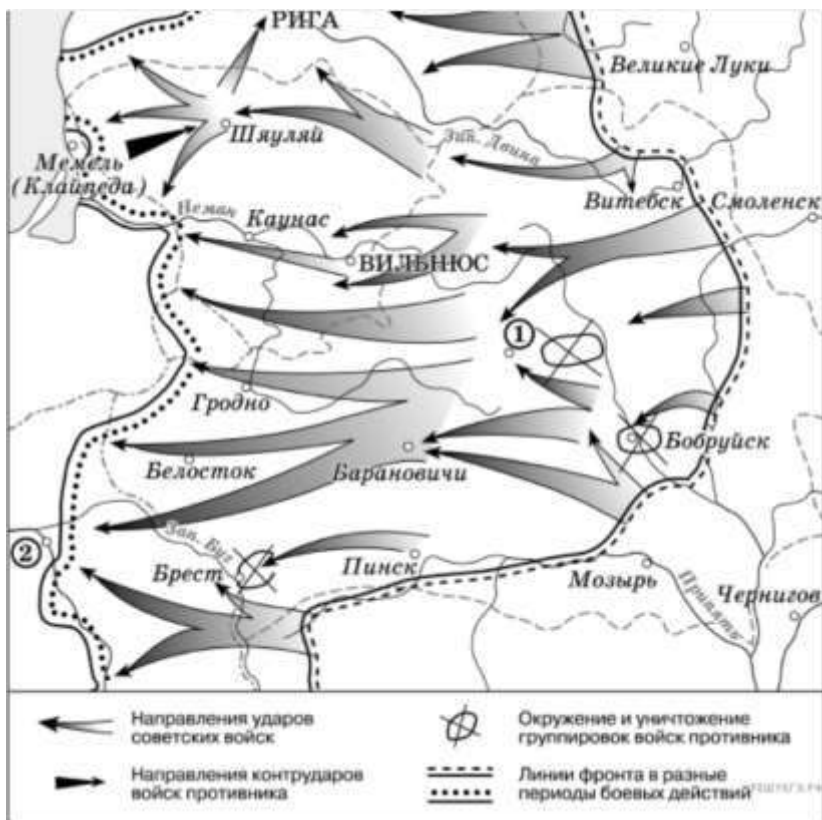 РИГА
Великие Луки
Шяуляй
Зап. Двина
Мемель
(Клайпеда)
Витебск
Смоленск
Неман
Каунас
ВИЛЬНЮС
1
Гродно
Бобруйск
Белосток
Барановичи
2
Зап. Буг
Брест
Пинск
Мозырь
Припять
Чернигов
Направления ударов
советских войск
Окружение и уничтожение
группировок войск противника
Направления контрударов
войск противника
Линии фронта в разные
периоды боевых действий